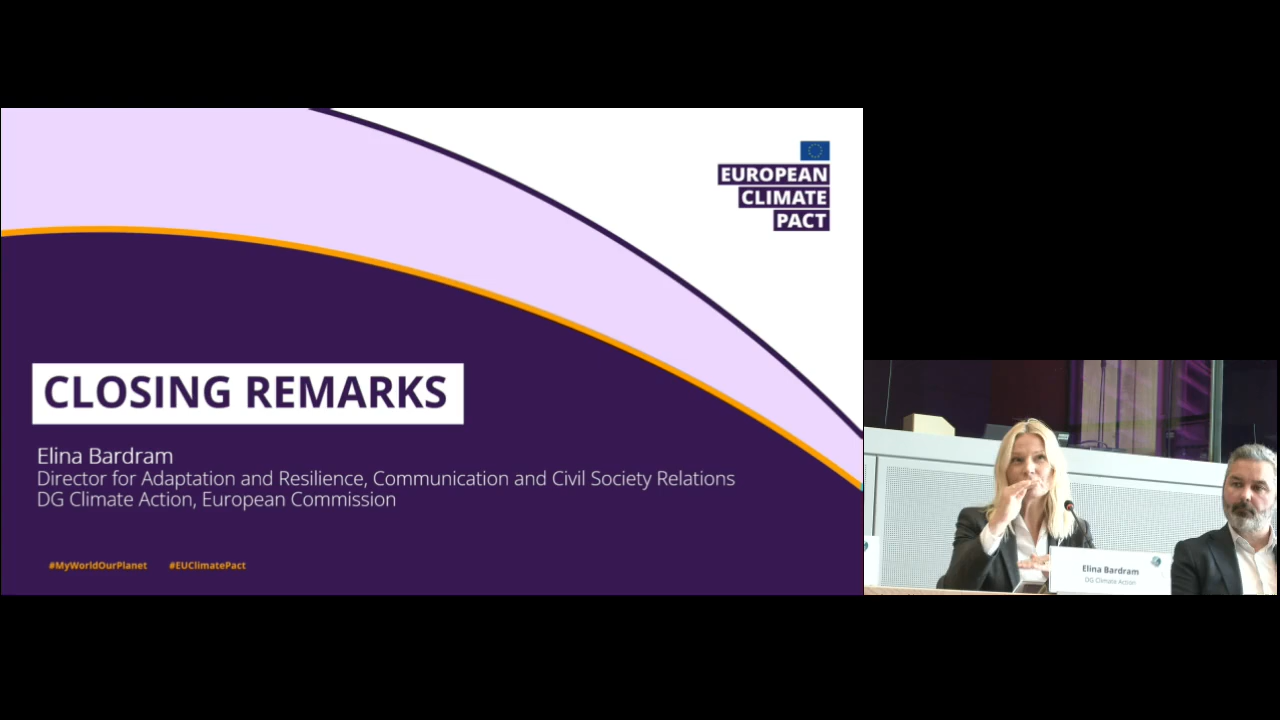 EUROPEAN
CLIMATE
PACT
CLOSING REMARKS
Elina Bardram
Director for Adaptation and Resilience, Communication and Civil Society Relations
DG Climate Action, European Commission
#MyWorldOurPlanet #EUClimatePact
Elina Bardram
DG Climate Action